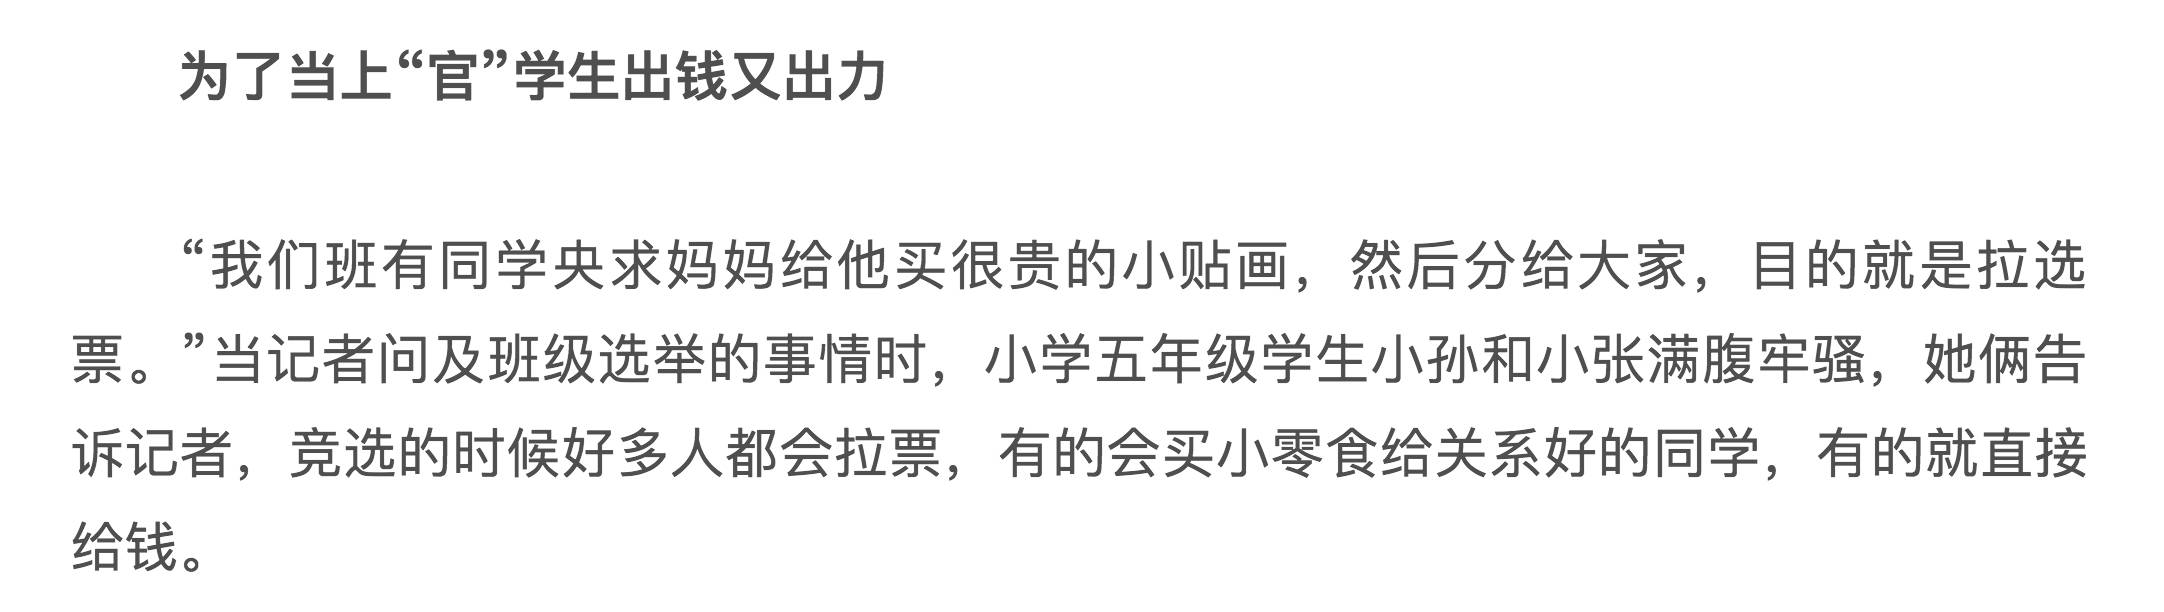 为了当上“官”学生出钱又出力
“我们班有同学央求妈妈给他买很贵的小贴画，然后分给大家，目的就是拉选
票。”当记者问及班级选举的事情时，小学五年级学生小孙和小张满腹牢骚，她俩告
诉记者，竞选的时候好多人都会拉票，有的会买小零食给关系好的同学，有的就直接
给钱。